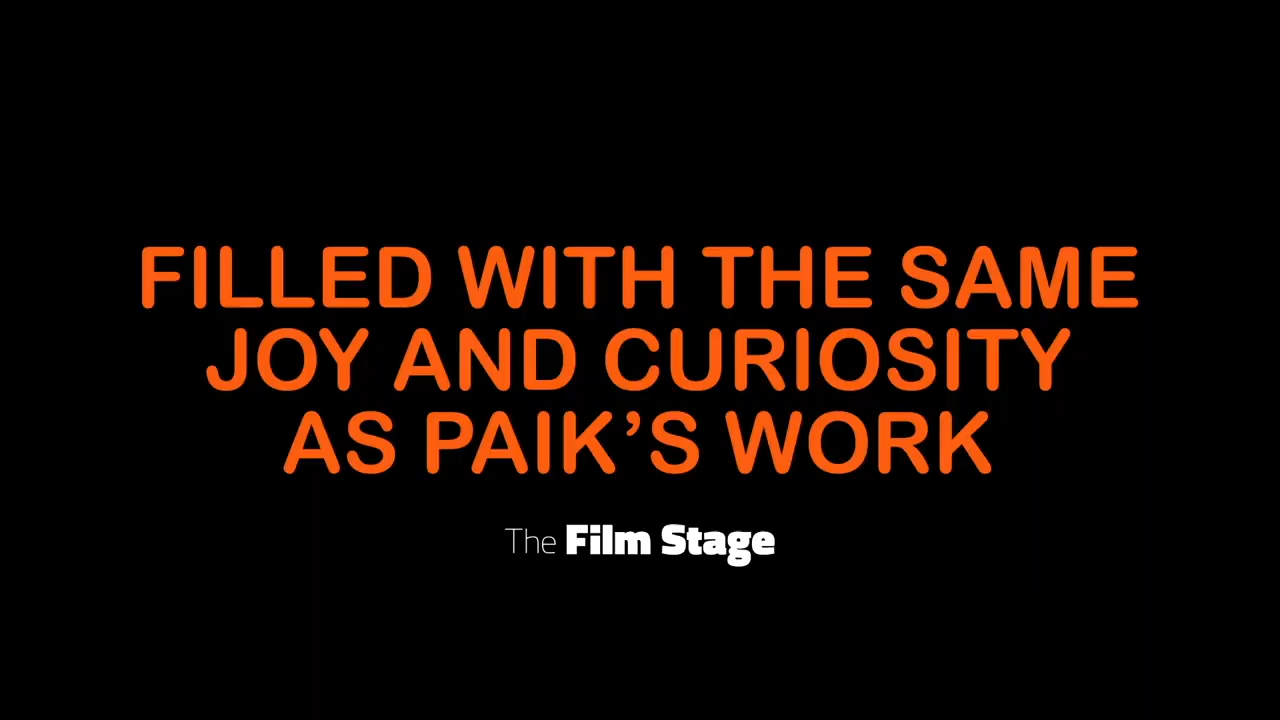 FILLED WITH THE SAME
JOY AND CURIOSITY
AS PAIK’S WORK
The Film Stage